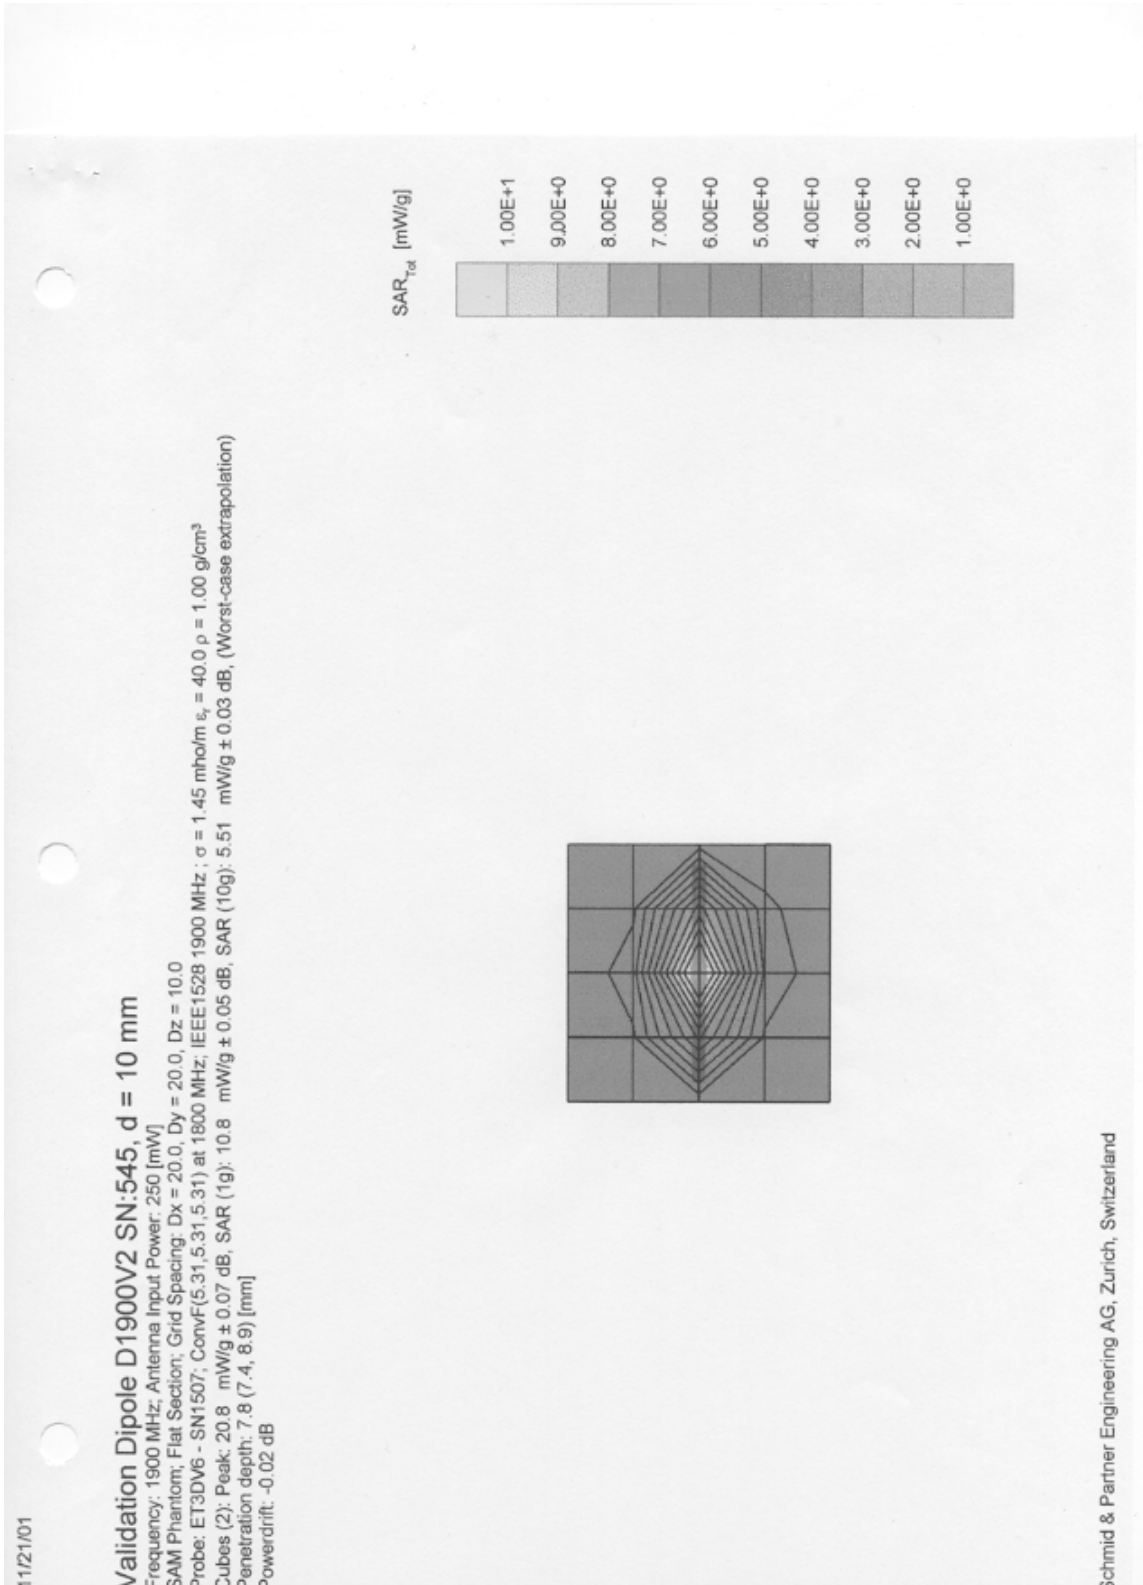 11/21/01
Validation Dipole D1900V2 SN:545, d = 10 mm
Frequency: 1900 MHz; Antenna Input Power: 250 [mW]
SAM Phantom; Flat Section; Grid Spacing: Dx = 20.0, Dy = 20.0, Dz = 10.0
Probe: ET3DV6 - SN1507; ConvF(5.31,5.31,5.31) at 1800 MHz; IEEE1528 1900 MHz ; σ = 1.45 mho/m εr = 40.0 ρ = 1.00 g/cm³
Cubes (2): Peak: 20.8 mW/g ± 0.07 dB, SAR (1g): 10.8 mW/g ± 0.05 dB, SAR (10g): 5.51 mW/g ± 0.03 dB, (Worst-case extrapolation)
Penetration depth: 7.8 (7.4, 8.9) [mm]
Powerdrift: -0.02 dB
SARTot [mW/g]
1.00E+1
9.00E+0
8.00E+0
7.00E+0
6.00E+0
5.00E+0
4.00E+0
3.00E+0
2.00E+0
1.00E+0
Schmid & Partner Engineering AG, Zurich, Switzerland